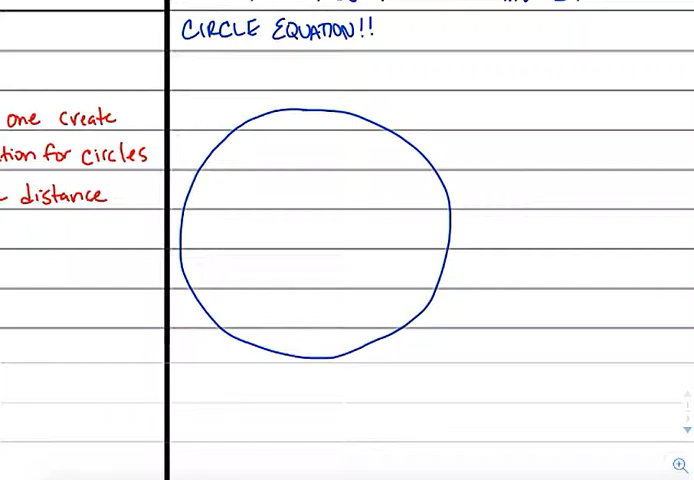 CIRCLE EQUATION!!
one create
tion for circles
distance